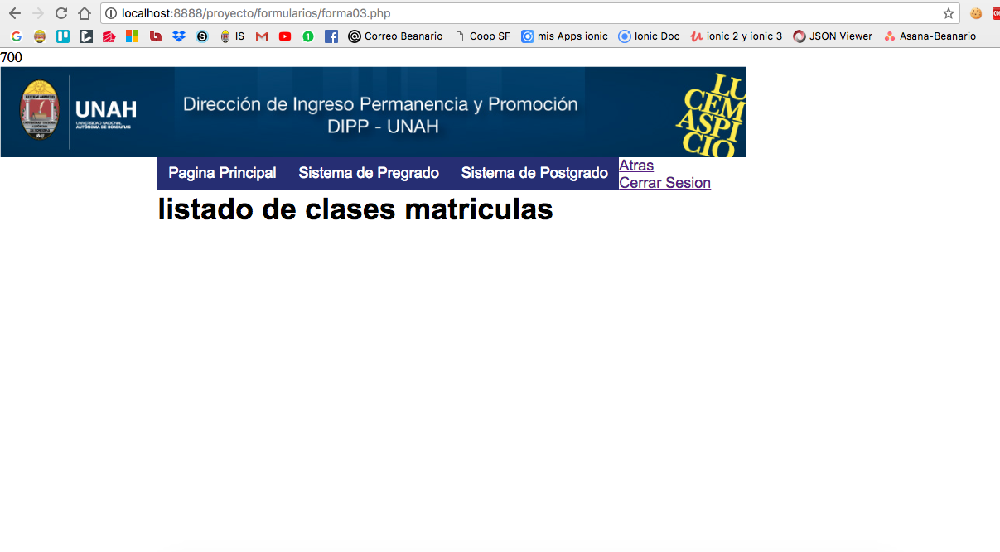 localhost:8888/proyecto/formularios/forma03.php
IS
Correo Beanario
Coop SF
mis Apps ionic
Ionic Doc
ionic 2 y ionic 3
JSON Viewer
Asana-Beanario
700
UNAH
UNIVERSIDAD NACIONAL
AUTÓNOMA DE HONDURAS
Dirección de Ingreso Permanencia y Promoción
DIPP - UNAH
LUCEM
ASPI
CIO
Pagina Principal
Sistema de Pregrado
Sistema de Postgrado
Atras
Cerrar Sesion
listado de clases matriculas